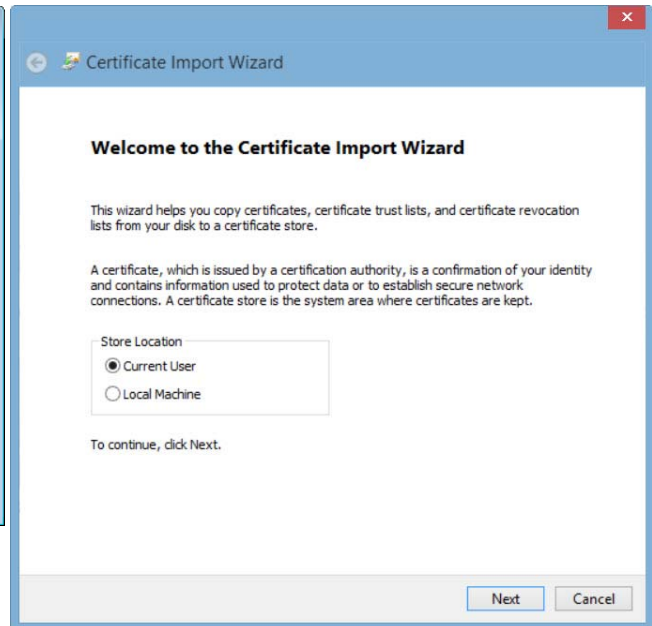 Certificate Import Wizard
Welcome to the Certificate Import Wizard
This wizard helps you copy certificates, certificate trust lists, and certificate revocation
lists from your disk to a certificate store.
A certificate, which is issued by a certification authority, is a confirmation of your identity
and contains information used to protect data or to establish secure network
connections. A certificate store is the system area where certificates are kept.
Store Location
Current User
Local Machine
To continue, click Next.
Next Cancel